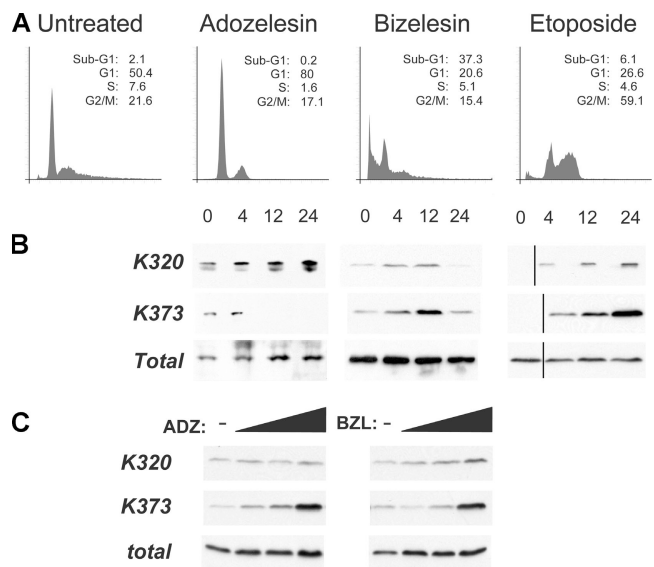 A Untreated Adozelesin Bizelesin Etoposide
Sub-G1: 2.1 Sub-G1: 0.2 Sub-G1: 37.3 Sub-G1: 6.1
G1: 50.4 G1: 80 G1: 20.6 G1: 26.6
S: 7.6 S: 1.6 S: 5.1 S: 4.6
G2/M: 21.6 G2/M: 17.1 G2/M: 15.4 G2/M: 59.1
0 4 12 24 0 4 12 24 0 4 12 24
B
K320
K373
Total
C ADZ: - BZL: -
K320
K373
total